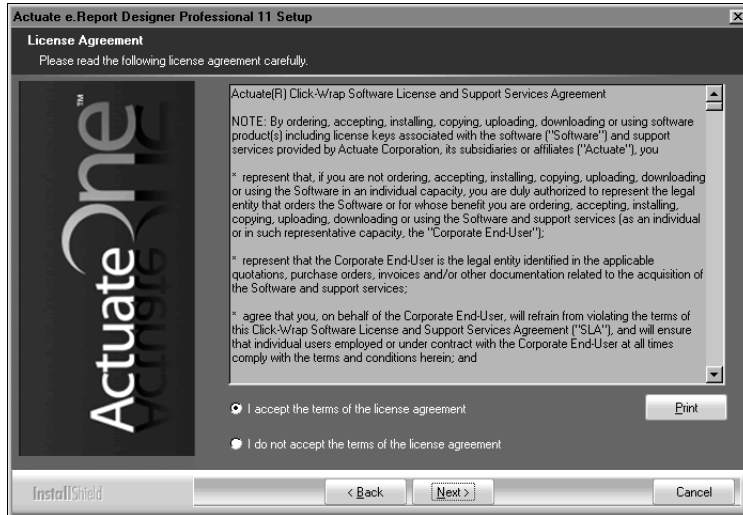 Actuate e.Report Designer Professional 11 Setup
License Agreement
Please read the following license agreement carefully.
ActuateOne™
Actuate(R) Click-Wrap Software License and Support Services Agreement
NOTE: By ordering, accepting, installing, copying, uploading, downloading or using software
product(s) including license keys associated with the software ("Software") and support
services provided by Actuate Corporation, its subsidiaries or affiliates ("Actuate"), you
* represent that, if you are not ordering, accepting, installing, copying, uploading, downloading
or using the Software in an individual capacity, you are duly authorized to represent the legal
entity that orders the Software or for whose benefit you are ordering, accepting, installing,
copying, uploading, downloading or using the Software and support services (as an individual
or in such representative capacity, the "Corporate End-User");
* represent that the Corporate End-User is the legal entity identified in the applicable
quotations, purchase orders, invoices and/or other documentation related to the acquisition of
the Software and support services;
* agree that you, on behalf of the Corporate End-User, will refrain from violating the terms of
this Click-Wrap Software License and Support Services Agreement ("SLA"), and will ensure
that individual users employed or under contract with the Corporate End-User at all times
comply with the terms and conditions herein; and
I accept the terms of the license agreement
Print
I do not accept the terms of the license agreement
InstallShield
< Back
Next >
Cancel